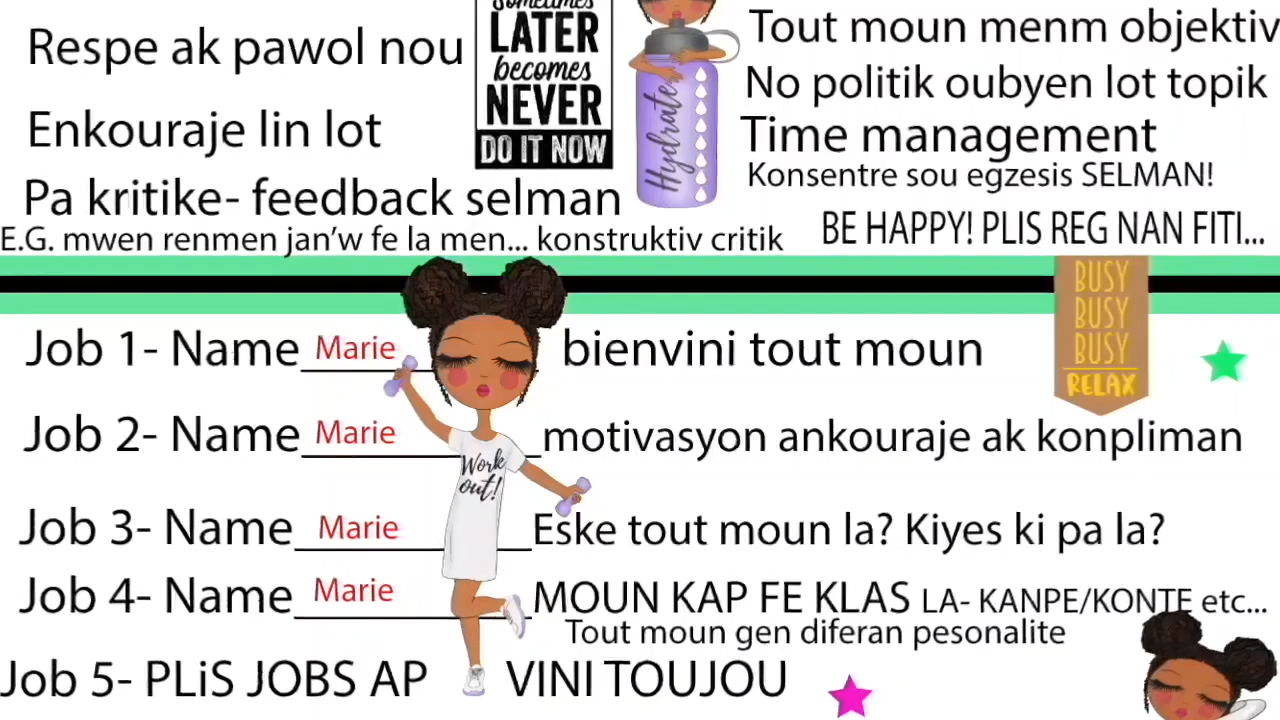 Respe ak pawol nou
Enkouraje lin lot
Pa kritike- feedback selman
E.G. mwen renmen jan’w fe la men... konstruktiv critik
Sometimes
LATER
becomes
NEVER
DO IT NOW
Hydrate
Tout moun menm objektiv
No politik oubyen lot topik
Time management
Konsentre sou egzesis SELMAN!
BE HAPPY! PLIS REG NAN FITI...
BUSY
BUSY
BUSY
RELAX
Job 1- Name Marie bienvini tout moun
Job 2- Name Marie motivasyon ankouraje ak konpliman
Work
out!
Job 3- Name Marie Eske tout moun la? Kiyes ki pa la?
Job 4- Name Marie MOUN KAP FE KLAS LA- KANPE/KONTE etc...
Tout moun gen diferan pesonalite
Job 5- PLiS JOBS AP VINI TOUJOU